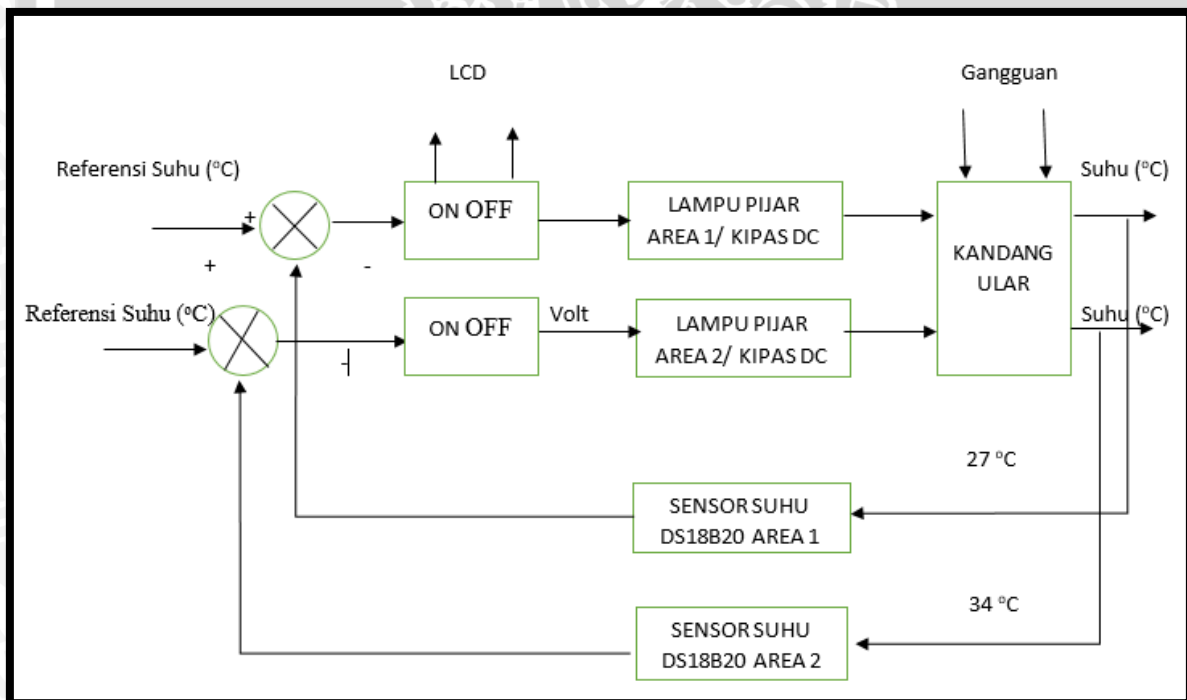 LCD
Gangguan
Referensi Suhu (°C)
Suhu (°C)
+
ON OFF
LAMPU PIJAR
AREA 1/ KIPAS DC
KANDANG
ULAR
+
-
Referensi Suhu (°C)
ON OFF
Volt
LAMPU PIJAR
AREA 2/ KIPAS DC
Suhu (°C)
-
27 °C
SENSOR SUHU
DS18B20 AREA 1
34 °C
SENSOR SUHU
DS18B20 AREA 2